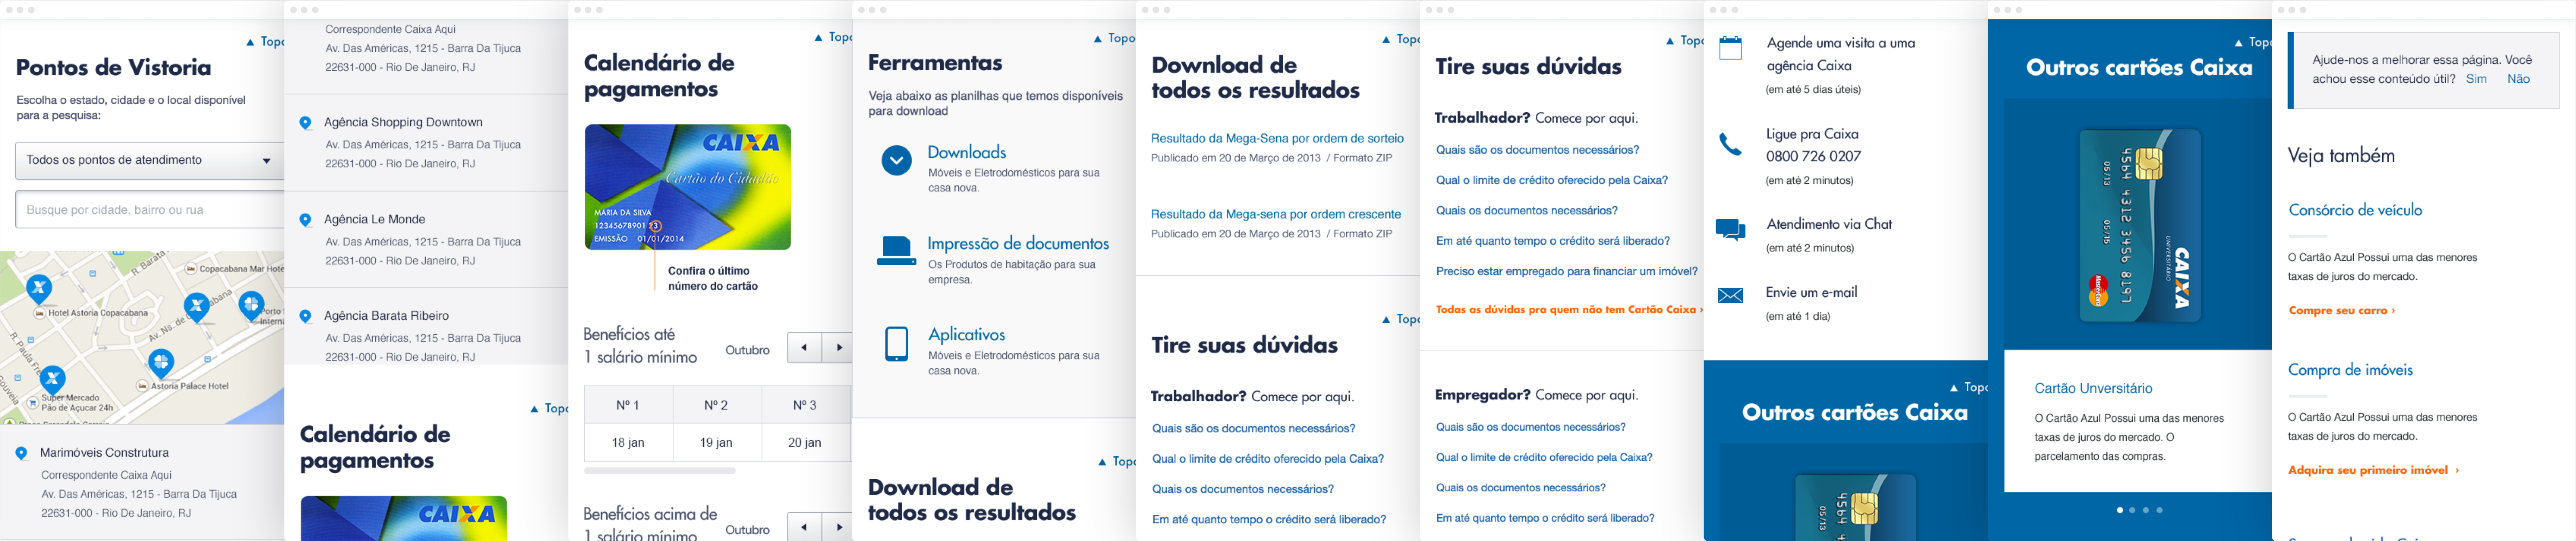 Pontos de Vistoria
Escolha o estado, cidade e o local disponível
para a pesquisa:
Todos os pontos de atendimento
Busque por cidade, bairro ou rua
R. Barata
Copacabana Mar Hote
Hotel Astoria Copacabana
Av. Ns. de
abana
Porto
Interna
R. Paula Fre
Astoria Palace Hotel
Super Mercado
Pão de Açucar 24h
Marimóveis Construtura
Correspondente Caixa Aqui
Av. Das Américas, 1215 - Barra Da Tijuca
22631-000 - Rio De Janeiro, RJ
▲ Topo
Correspondente Caixa Aqui
Av. Das Américas, 1215 - Barra Da Tijuca
22631-000 - Rio De Janeiro, RJ
Agência Shopping Downtown
Av. Das Américas, 1215 - Barra Da Tijuca
22631-000 - Rio De Janeiro, RJ
Agência Le Monde
Av. Das Américas, 1215 - Barra Da Tijuca
22631-000 - Rio De Janeiro, RJ
Agência Barata Ribeiro
Av. Das Américas, 1215 - Barra Da Tijuca
22631-000 - Rio De Janeiro, RJ
▲ Topo
Calendário de
pagamentos
CAIXA
▲ Topo
Calendário de
pagamentos
CAIXA
Cartão do Cidadão
MARIA DA SILVA
12345678901 23
EMISSÃO 01/01/2014
Confira o último
número do cartão
Benefícios até
1 salário mínimo
Outubro
Nº 1 Nº 2 Nº 3
18 jan 19 jan 20 jan
Benefícios acima de
1 salário mínimo
Outubro
▲ Topo
Ferramentas
Veja abaixo as planilhas que temos disponíveis
para download
Downloads
Móveis e Eletrodomésticos para sua
casa nova.
Impressão de documentos
Os Produtos de habitação para sua
empresa.
Aplicativos
Móveis e Eletrodomésticos para sua
casa nova.
▲ Topo
Download de
todos os resultados
▲ Topo
Download de
todos os resultados
Resultado da Mega-Sena por ordem de sorteio
Publicado em 20 de Março de 2013 / Formato ZIP
Resultado da Mega-sena por ordem crescente
Publicado em 20 de Março de 2013 / Formato ZIP
▲ Topo
Tire suas dúvidas
Trabalhador? Comece por aqui.
Quais são os documentos necessários?
Qual o limite de crédito oferecido pela Caixa?
Quais os documentos necessários?
Em até quanto tempo o crédito será liberado?
▲ Topo
Tire suas dúvidas
Trabalhador? Comece por aqui.
Quais são os documentos necessários?
Qual o limite de crédito oferecido pela Caixa?
Quais os documentos necessários?
Em até quanto tempo o crédito será liberado?
Preciso estar empregado para financiar um imóvel?
Todas as dúvidas pra quem não tem Cartão Caixa ›
Empregador? Comece por aqui.
Quais são os documentos necessários?
Qual o limite de crédito oferecido pela Caixa?
Quais os documentos necessários?
Em até quanto tempo o crédito será liberado?
Agende uma visita a uma
agência Caixa
(em até 5 dias úteis)
Ligue pra Caixa
0800 726 0207
(em até 2 minutos)
Atendimento via Chat
(em até 2 minutos)
Envie um e-mail
(em até 1 dia)
▲ Topo
Outros cartões Caixa
4564
05/13
▲ Topo
Outros cartões Caixa
4564 4312 3456 8197
05/13 05/15
UNIVERSITÁRIO
CAIXA
MasterCard
Cartão Unversitário
O Cartão Azul Possui uma das menores
taxas de juros do mercado. O
parcelamento das compras.
Ajude-nos a melhorar essa página. Você
achou esse conteúdo útil? Sim Não
Veja também
Consórcio de veículo
O Cartão Azul Possui uma das menores
taxas de juros do mercado.
Compre seu carro ›
Compra de imóveis
O Cartão Azul Possui uma das menores
taxas de juros do mercado.
Adquira seu primeiro imóvel ›